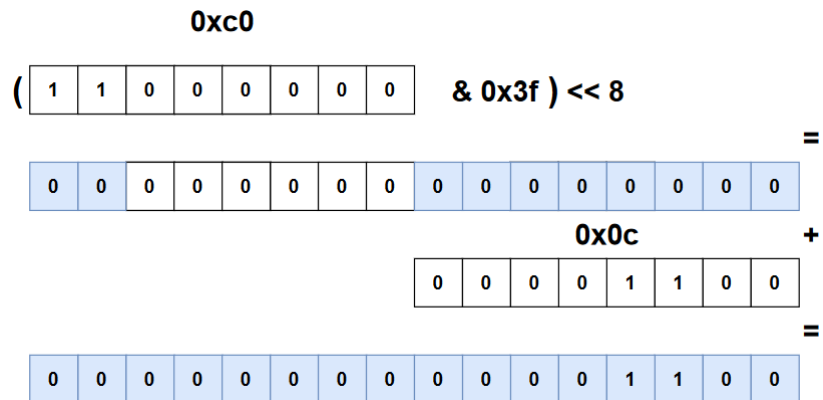 0xc0
( 1 1 0 0 0 0 0 0 & 0x3f ) << 8
=
0 0 0 0 0 0 0 0 0 0 0 0 0 0 0 0
0x0c +
0 0 0 0 1 1 0 0
=
0 0 0 0 0 0 0 0 0 0 0 0 1 1 0 0